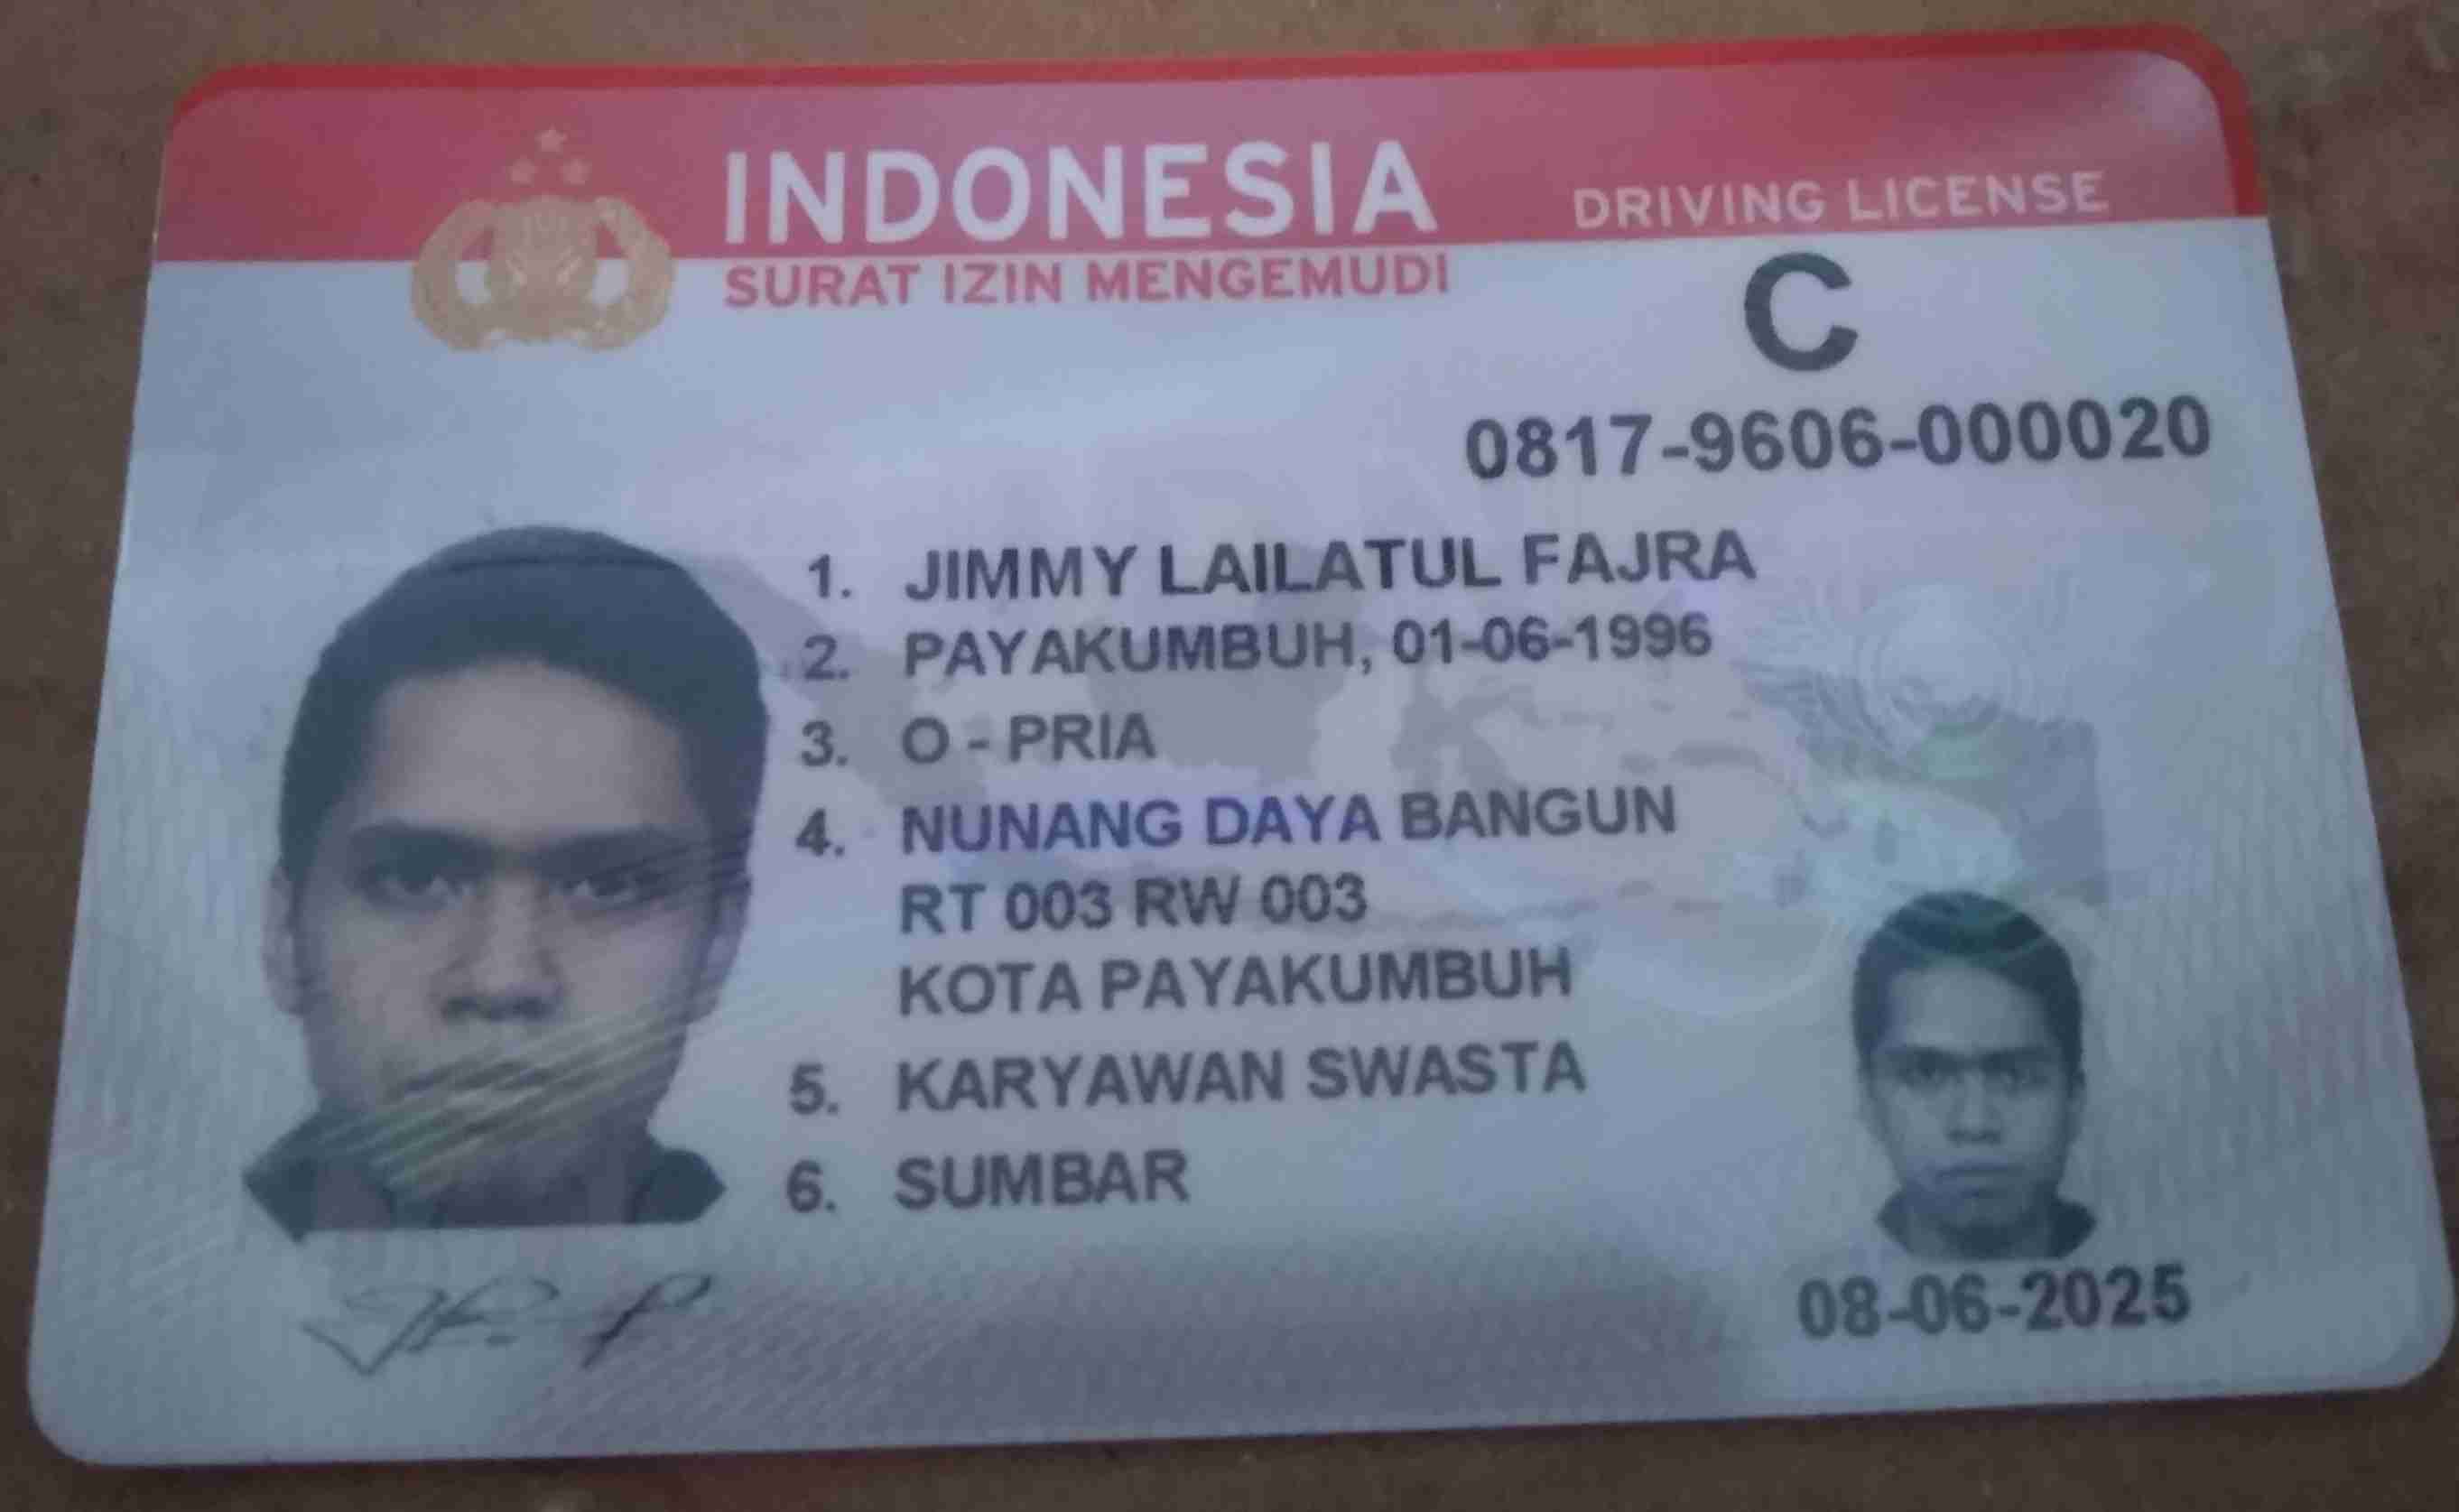 INDONESIA
DRIVING LICENSE
SURAT IZIN MENGEMUDI
C
0817-9606-000020
1. JIMMY LAILATUL FAJRA
2. PAYAKUMBUH, 01-06-1996
3. O - PRIA
4. NUNANG DAYA BANGUN
RT 003 RW 003
KOTA PAYAKUMBUH
5. KARYAWAN SWASTA
6. SUMBAR
08-06-2025